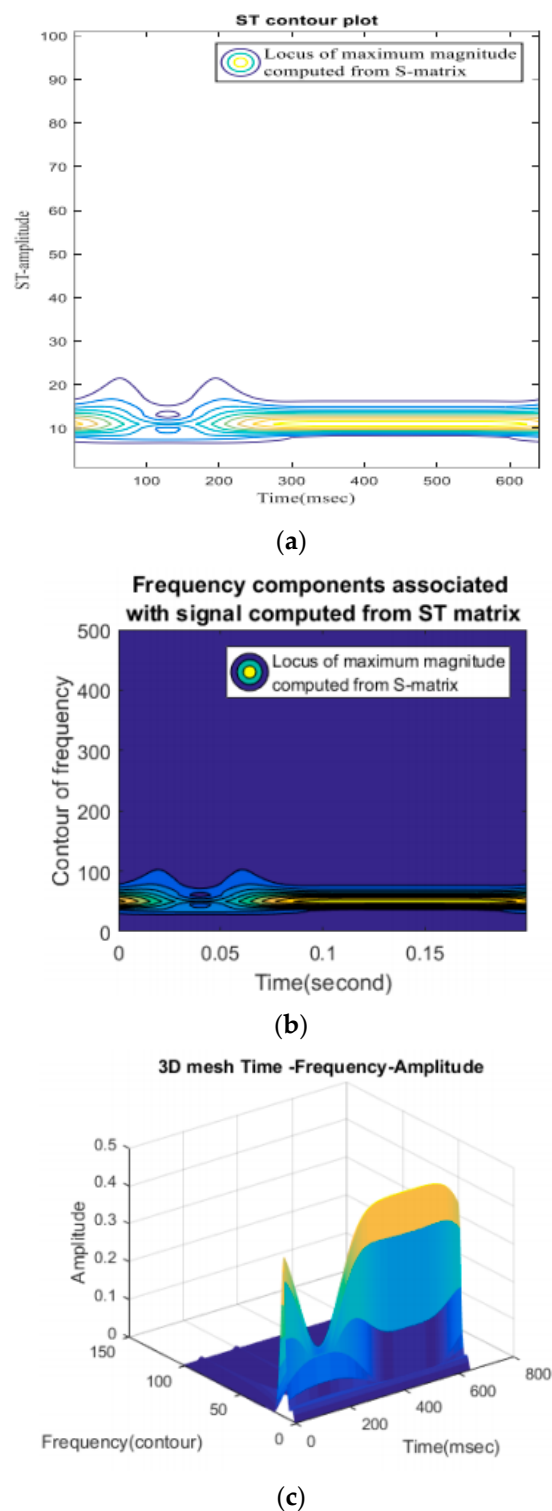 ST contour plot
Locus of maximum magnitude
computed from S-matrix
100
90
80
70
60
50
40
30
20
10
ST-amplitude
100 200 300 400 500 600
Time(msec)
(a)
Frequency components associated
with signal computed from ST matrix
Locus of maximum magnitude
computed from S-matrix
500
400
300
200
100
0
Contour of frequency
0 0.05 0.1 0.15
Time(second)
(b)
3D mesh Time -Frequency-Amplitude
0.5
0.4
0.3
0.2
0.1
0
Amplitude
150
100
50
0
Frequency(contour)
0
200
400
600
800
Time(msec)
(c)